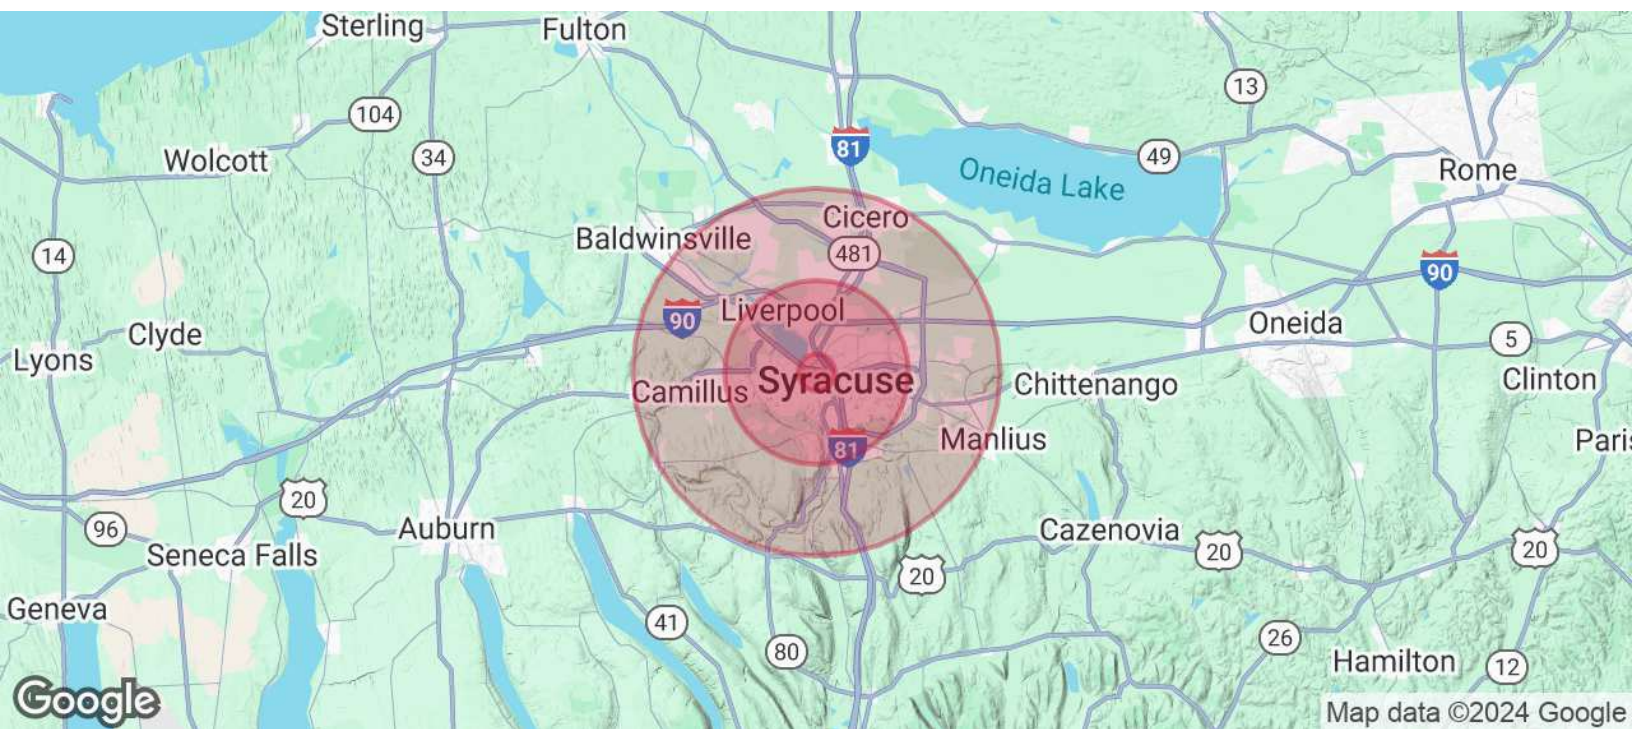 Sterling
Fulton
13
104
81
49
34
Wolcott
Oneida Lake
Rome
Cicero
Baldwinsville
14
481
90
90
Liverpool
Oneida
Clyde
5
Lyons
Syracuse
Clinton
Camillus
Chittenango
Manlius
Paris
81
20
96
Auburn
Cazenovia
20
20
Seneca Falls
20
Geneva
41
26
80
Hamilton
12
Google
Map data ©2024 Google